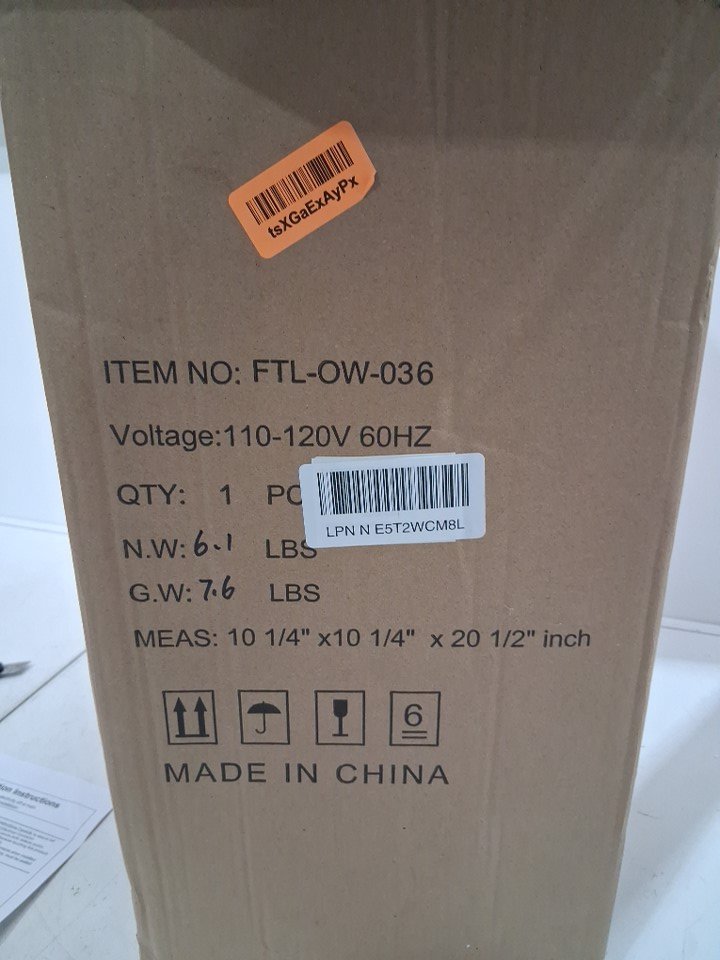 tsXGaExAyPx
ITEM NO: FTL-OW-036
Voltage:110-120V 60HZ
QTY: 1 PC
LPN N E5T2WCM8L
N.W: 6.1 LBS
G.W: 7.6 LBS
MEAS: 10 1/4" x10 1/4" x 20 1/2" inch
6
MADE IN CHINA
Instructions